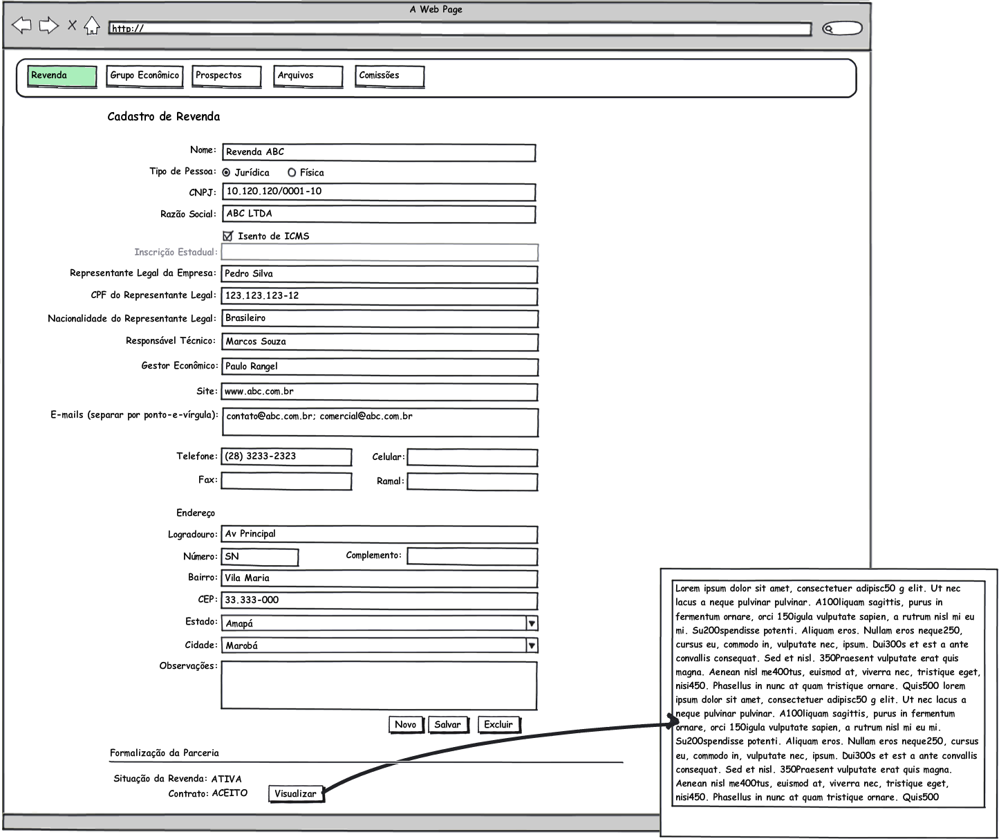 A Web Page
http://
Revenda Grupo Econômico Prospectos Arquivos Comissões
Cadastro de Revenda
Nome: Revenda ABC
Tipo de Pessoa: Jurídica Física
CNPJ: 10.120.120/0001-10
Razão Social: ABC LTDA
Isento de ICMS
Inscrição Estadual:
Representante Legal da Empresa: Pedro Silva
CPF do Representante Legal: 123.123.123-12
Nacionalidade do Representante Legal: Brasileiro
Responsável Técnico: Marcos Souza
Gestor Econômico: Paulo Rangel
Site: www.abc.com.br
E-mails (separar por ponto-e-vírgula): contato@abc.com.br; comercial@abc.com.br
Telefone: (28) 3233-2323 Celular:
Fax: Ramal:
Endereço
Logradouro: Av Principal
Número: SN Complemento:
Bairro: Vila Maria
CEP: 33.333-000
Estado: Amapá
Cidade: Marobá
Observações:
Novo Salvar Excluir
Formalização da Parceria
Situação da Revenda: ATIVA
Contrato: ACEITO Visualizar
Lorem ipsum dolor sit amet, consectetuer adipisc50 g elit. Ut nec
lacus a neque pulvinar pulvinar. A100liquam sagittis, purus in
fermentum ornare, orci 150igula vulputate sapien, a rutrum nisl mi eu
mi. Su200spendisse potenti. Aliquam eros. Nullam eros neque250,
cursus eu, commodo in, vulputate nec, ipsum. Dui300s et est a ante
convallis consequat. Sed et nisl. 350Praesent vulputate erat quis
magna. Aenean nisl me400tus, euismod at, viverra nec, tristique eget,
nisi450. Phasellus in nunc at quam tristique ornare. Quis500 lorem
ipsum dolor sit amet, consectetuer adipisc50 g elit. Ut nec lacus a
neque pulvinar pulvinar. A100liquam sagittis, purus in fermentum
ornare, orci 150igula vulputate sapien, a rutrum nisl mi eu mi.
Su200spendisse potenti. Aliquam eros. Nullam eros neque250, cursus
eu, commodo in, vulputate nec, ipsum. Dui300s et est a ante convallis
consequat. Sed et nisl. 350Praesent vulputate erat quis magna.
Aenean nisl me400tus, euismod at, viverra nec, tristique eget,
nisi450. Phasellus in nunc at quam tristique ornare. Quis500